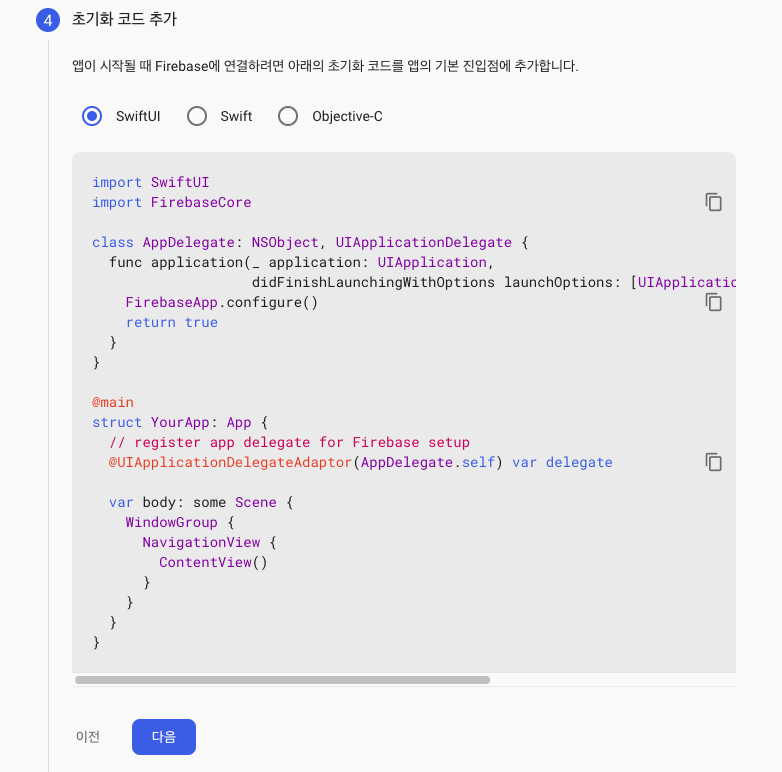 4 초기화 코드 추가
앱이 시작될 때 Firebase에 연결하려면 아래의 초기화 코드를 앱의 기본 진입점에 추가합니다.
SwiftUI Swift Objective-C
import SwiftUI
import FirebaseCore
class AppDelegate: NSObject, UIApplicationDelegate {
func application(_ application: UIApplication,
didFinishLaunchingWithOptions launchOptions: [UIApplicatio
FirebaseApp.configure()
return true
}
}
@main
struct YourApp: App {
// register app delegate for Firebase setup
@UIApplicationDelegateAdaptor(AppDelegate.self) var delegate
var body: some Scene {
WindowGroup {
NavigationView {
ContentView()
}
}
}
}
이전 다음